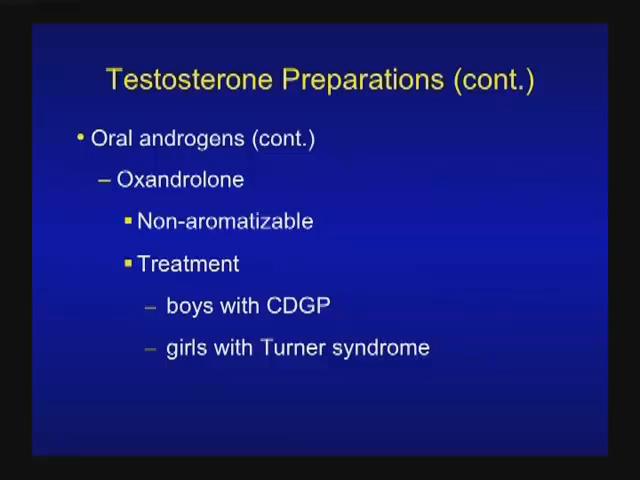 Testosterone Preparations (cont.)
• Oral androgens (cont.)
– Oxandrolone
▪ Non-aromatizable
▪ Treatment
– boys with CDGP
– girls with Turner syndrome